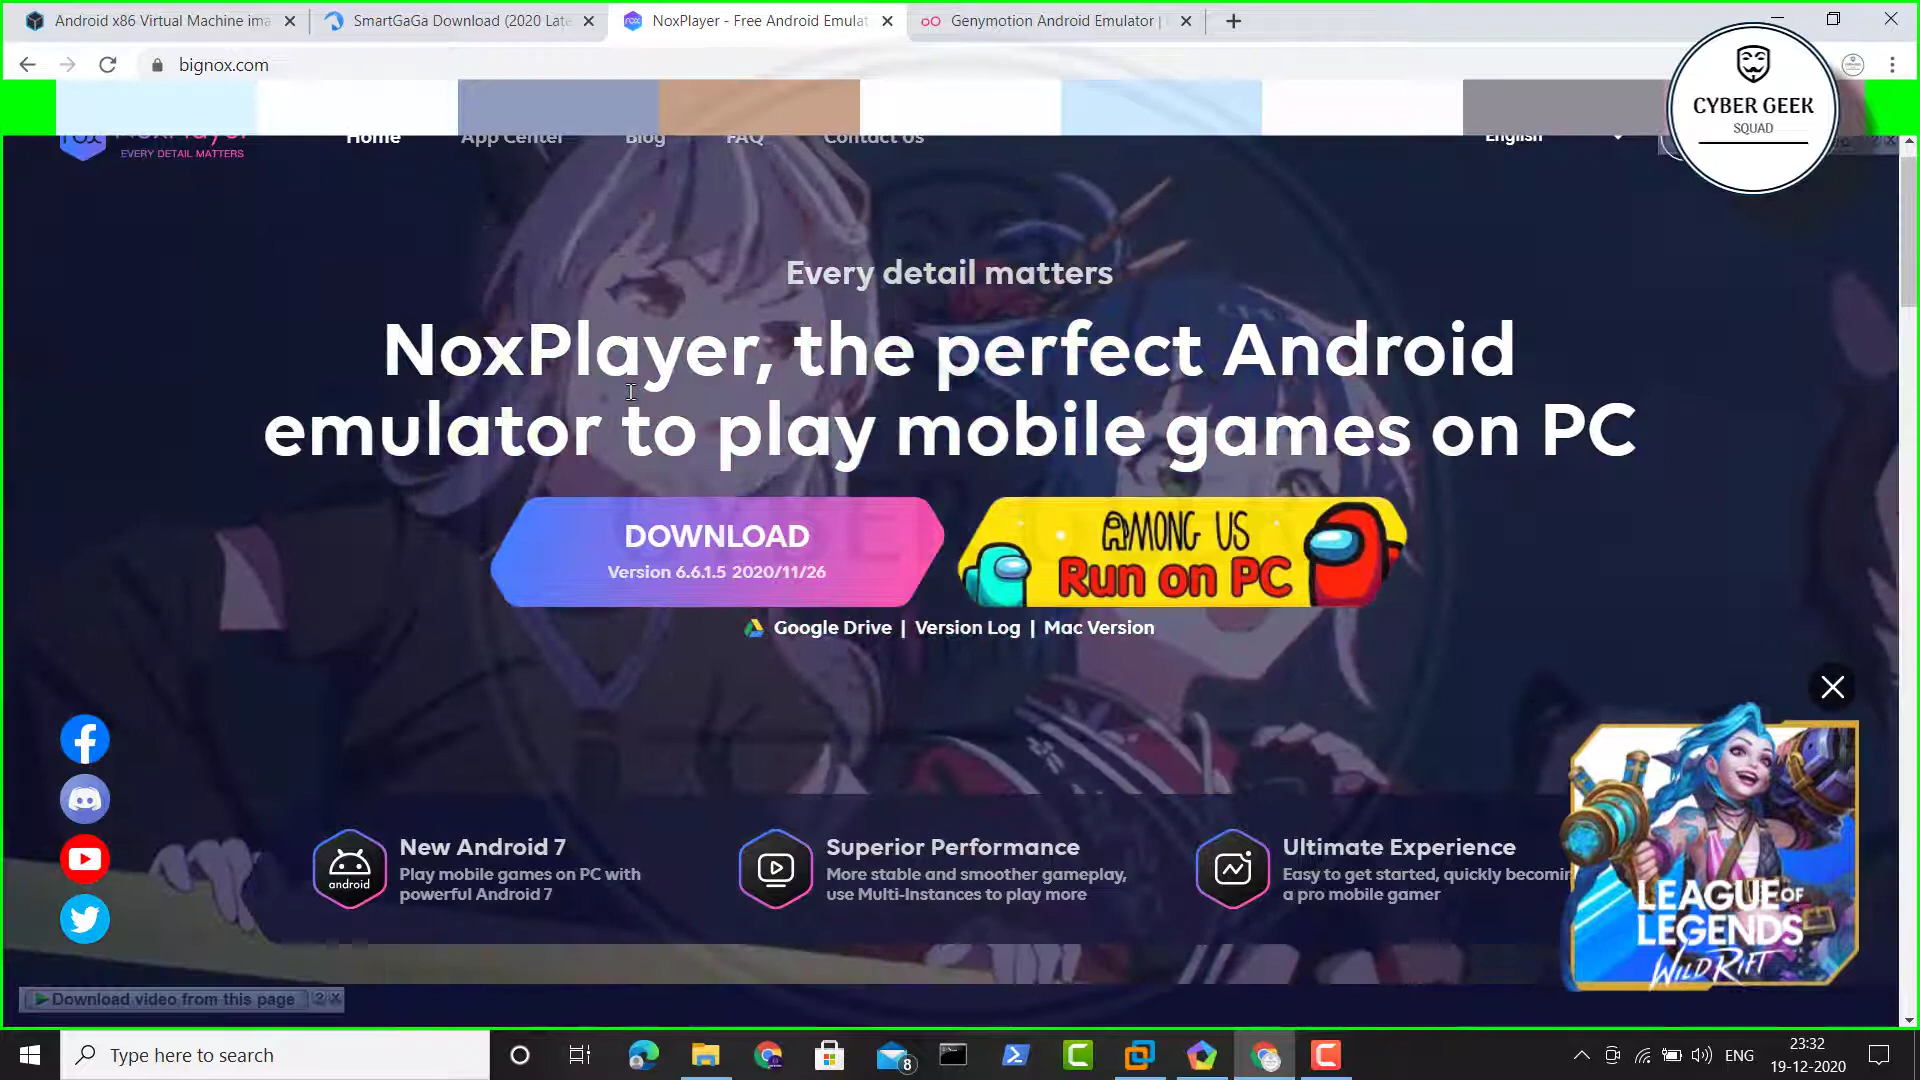 Android x86 Virtual Machine ima
SmartGaGa Download (2020 Late
NoxPlayer - Free Android Emulat
Genymotion Android Emulator |
bignox.com
CYBER GEEK
SQUAD
NoxPlayer
EVERY DETAIL MATTERS
Home
App Center
Blog
FAQ
Contact Us
English
Every detail matters
NoxPlayer, the perfect Android
emulator to play mobile games on PC
DOWNLOAD
Version 6.6.1.5 2020/11/26
AMONG US
Run on PC
Google Drive | Version Log | Mac Version
New Android 7
Play mobile games on PC with
powerful Android 7
android
Superior Performance
More stable and smoother gameplay,
use Multi-Instances to play more
Ultimate Experience
Easy to get started, quickly becomin
a pro mobile gamer
LEAGUE OF
LEGENDS
WILD RIFT
Download video from this page
Type here to search
8
ENG
23:32
19-12-2020